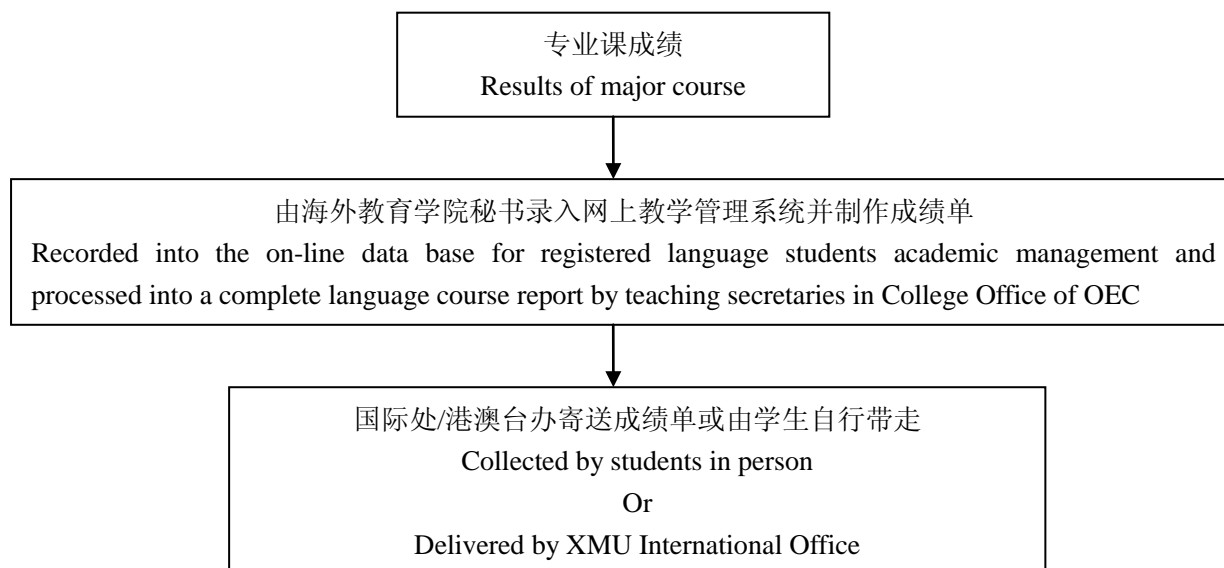 专业课成绩
Results of major course
由海外教育学院秘书录入网上教学管理系统并制作成绩单
Recorded into the on-line data base for registered language students academic management and
processed into a complete language course report by teaching secretaries in College Office of OEC
国际处/港澳台办寄送成绩单或由学生自行带走
Collected by students in person
Or
Delivered by XMU International Office